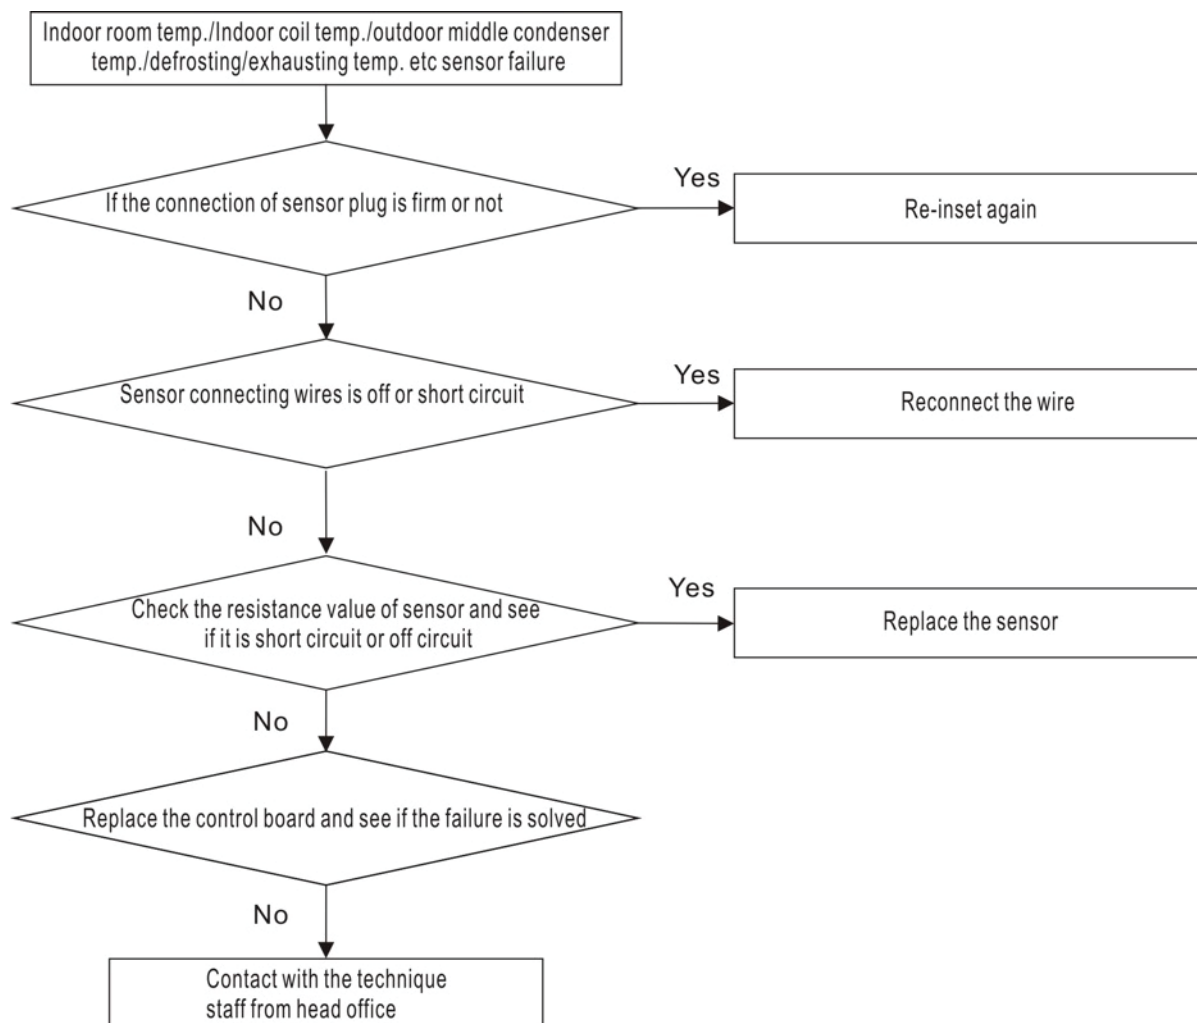 Indoor room temp./Indoor coil temp./outdoor middle condenser
temp./defrosting/exhausting temp. etc sensor failure
If the connection of sensor plug is firm or not
Yes
Re-inset again
No
Sensor connecting wires is off or short circuit
Yes
Reconnect the wire
No
Check the resistance value of sensor and see
if it is short circuit or off circuit
Yes
Replace the sensor
No
Replace the control board and see if the failure is solved
No
Contact with the technique
staff from head office